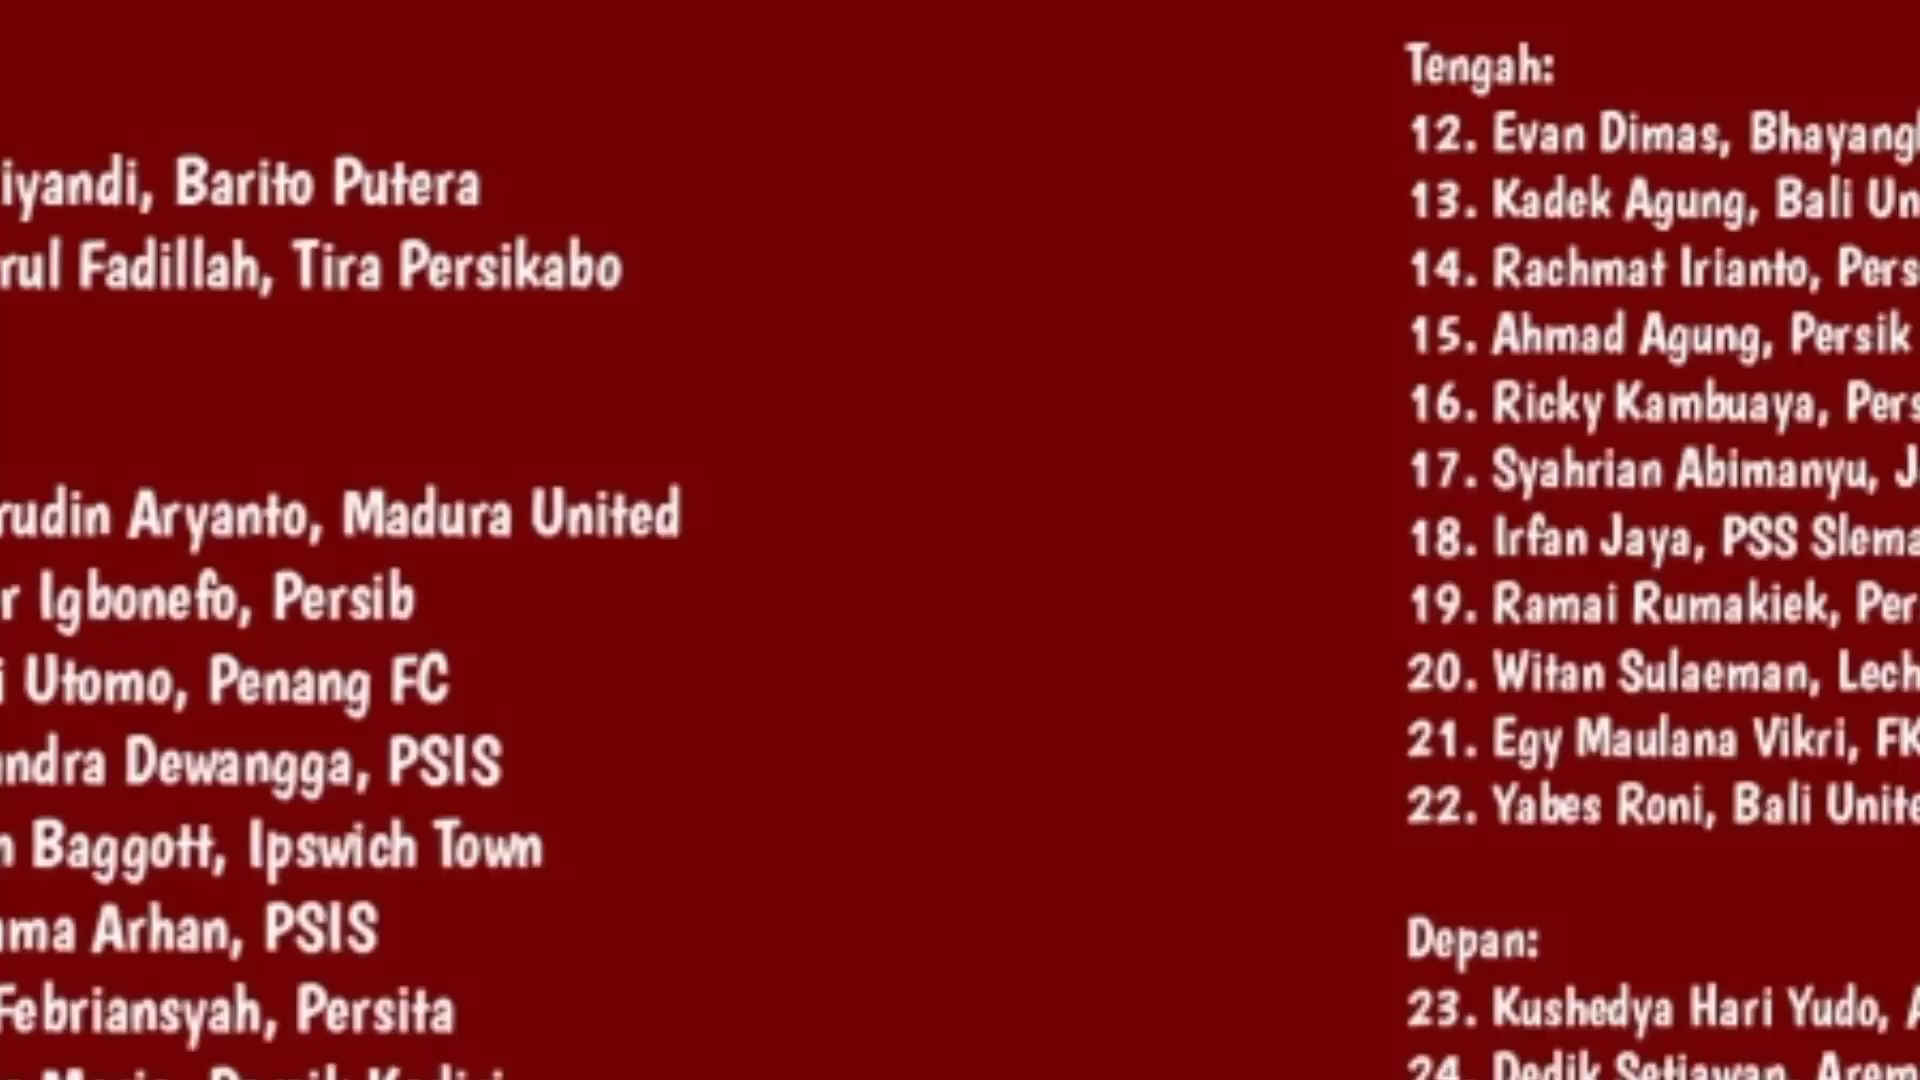 iyandi, Barito Putera
rul Fadillah, Tira Persikabo
rudin Aryanto, Madura United
r Igbonefo, Persib
i Utomo, Penang FC
ndra Dewangga, PSIS
n Baggott, Ipswich Town
ma Arhan, PSIS
Febriansyah, Persita
Tengah:
12. Evan Dimas, Bhayang
13. Kadek Agung, Bali Un
14. Rachmat Irianto, Pers
15. Ahmad Agung, Persik
16. Ricky Kambuaya, Pers
17. Syahrian Abimanyu, J
18. Irfan Jaya, PSS Slema
19. Ramai Rumakiek, Per
20. Witan Sulaeman, Lech
21. Egy Maulana Vikri, FK
22. Yabes Roni, Bali Unite
Depan:
23. Kushedya Hari Yudo, A
24. Dedik Setiawan, Arem